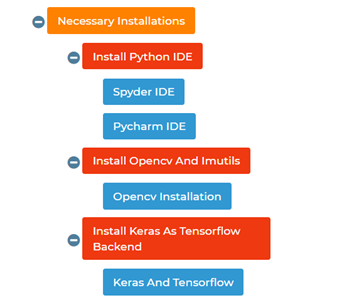 Necessary Installations
Install Python IDE
Spyder IDE
Pycharm IDE
Install Opencv And Imutils
Opencv Installation
Install Keras As Tensorflow
Backend
Keras And Tensorflow